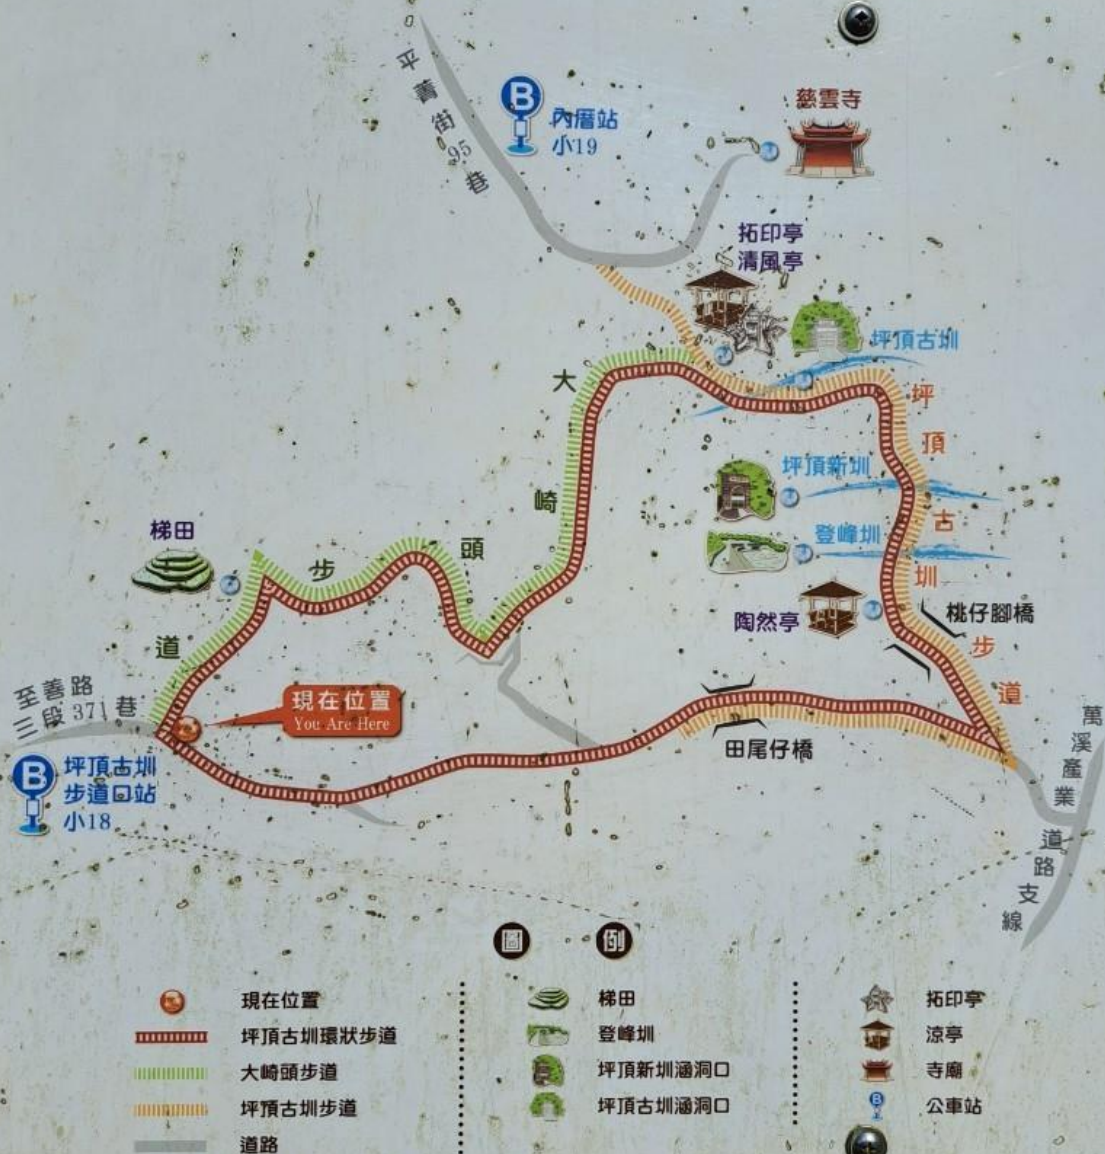 平菁街95巷
B
內厝站
小19
慈雲寺
拓印亭
清風亭
坪頂古圳
大崎頭步道
坪頂古圳步道
坪頂新圳
登峰圳
梯田
陶然亭
桃仔腳橋
至善路
三段371巷
現在位置
You Are Here
田尾仔橋
B
坪頂古圳
步道口站
小18
萬溪產業道路支線
圖例
現在位置
坪頂古圳環狀步道
大崎頭步道
坪頂古圳步道
道路
梯田
登峰圳
坪頂新圳涵洞口
坪頂古圳涵洞口
拓印亭
涼亭
寺廟
B
公車站